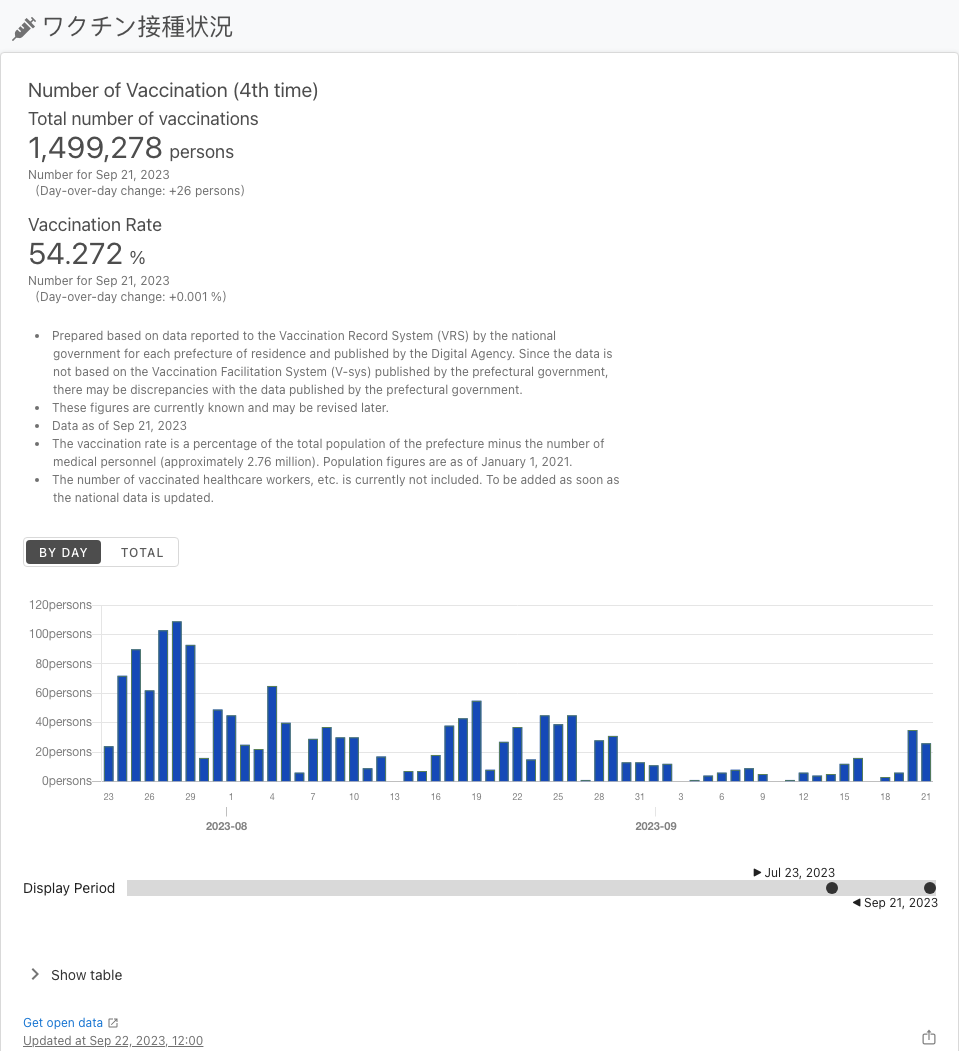 ワクチン接種状況
Number of Vaccination (4th time)
Total number of vaccinations
1,499,278 persons
Number for Sep 21, 2023
(Day-over-day change: +26 persons)
Vaccination Rate
54.272 %
Number for Sep 21, 2023
(Day-over-day change: +0.001 %)
• Prepared based on data reported to the Vaccination Record System (VRS) by the national
government for each prefecture of residence and published by the Digital Agency. Since the data is
not based on the Vaccination Facilitation System (V-sys) published by the prefectural government,
there may be discrepancies with the data published by the prefectural government.
• These figures are currently known and may be revised later.
• Data as of Sep 21, 2023
• The vaccination rate is a percentage of the total population of the prefecture minus the number of
medical personnel (approximately 2.76 million). Population figures are as of January 1, 2021.
• The number of vaccinated healthcare workers, etc. is currently not included. To be added as soon as
the national data is updated.
BY DAY TOTAL
120persons
100persons
80persons
60persons
40persons
20persons
0persons
23 26 29 1 4 7 10 13 16 19 22 25 28 31 3 6 9 12 15 18 21
2023-08 2023-09
Jul 23, 2023
Display Period
Sep 21, 2023
Show table
Get open data
Updated at Sep 22, 2023, 12:00